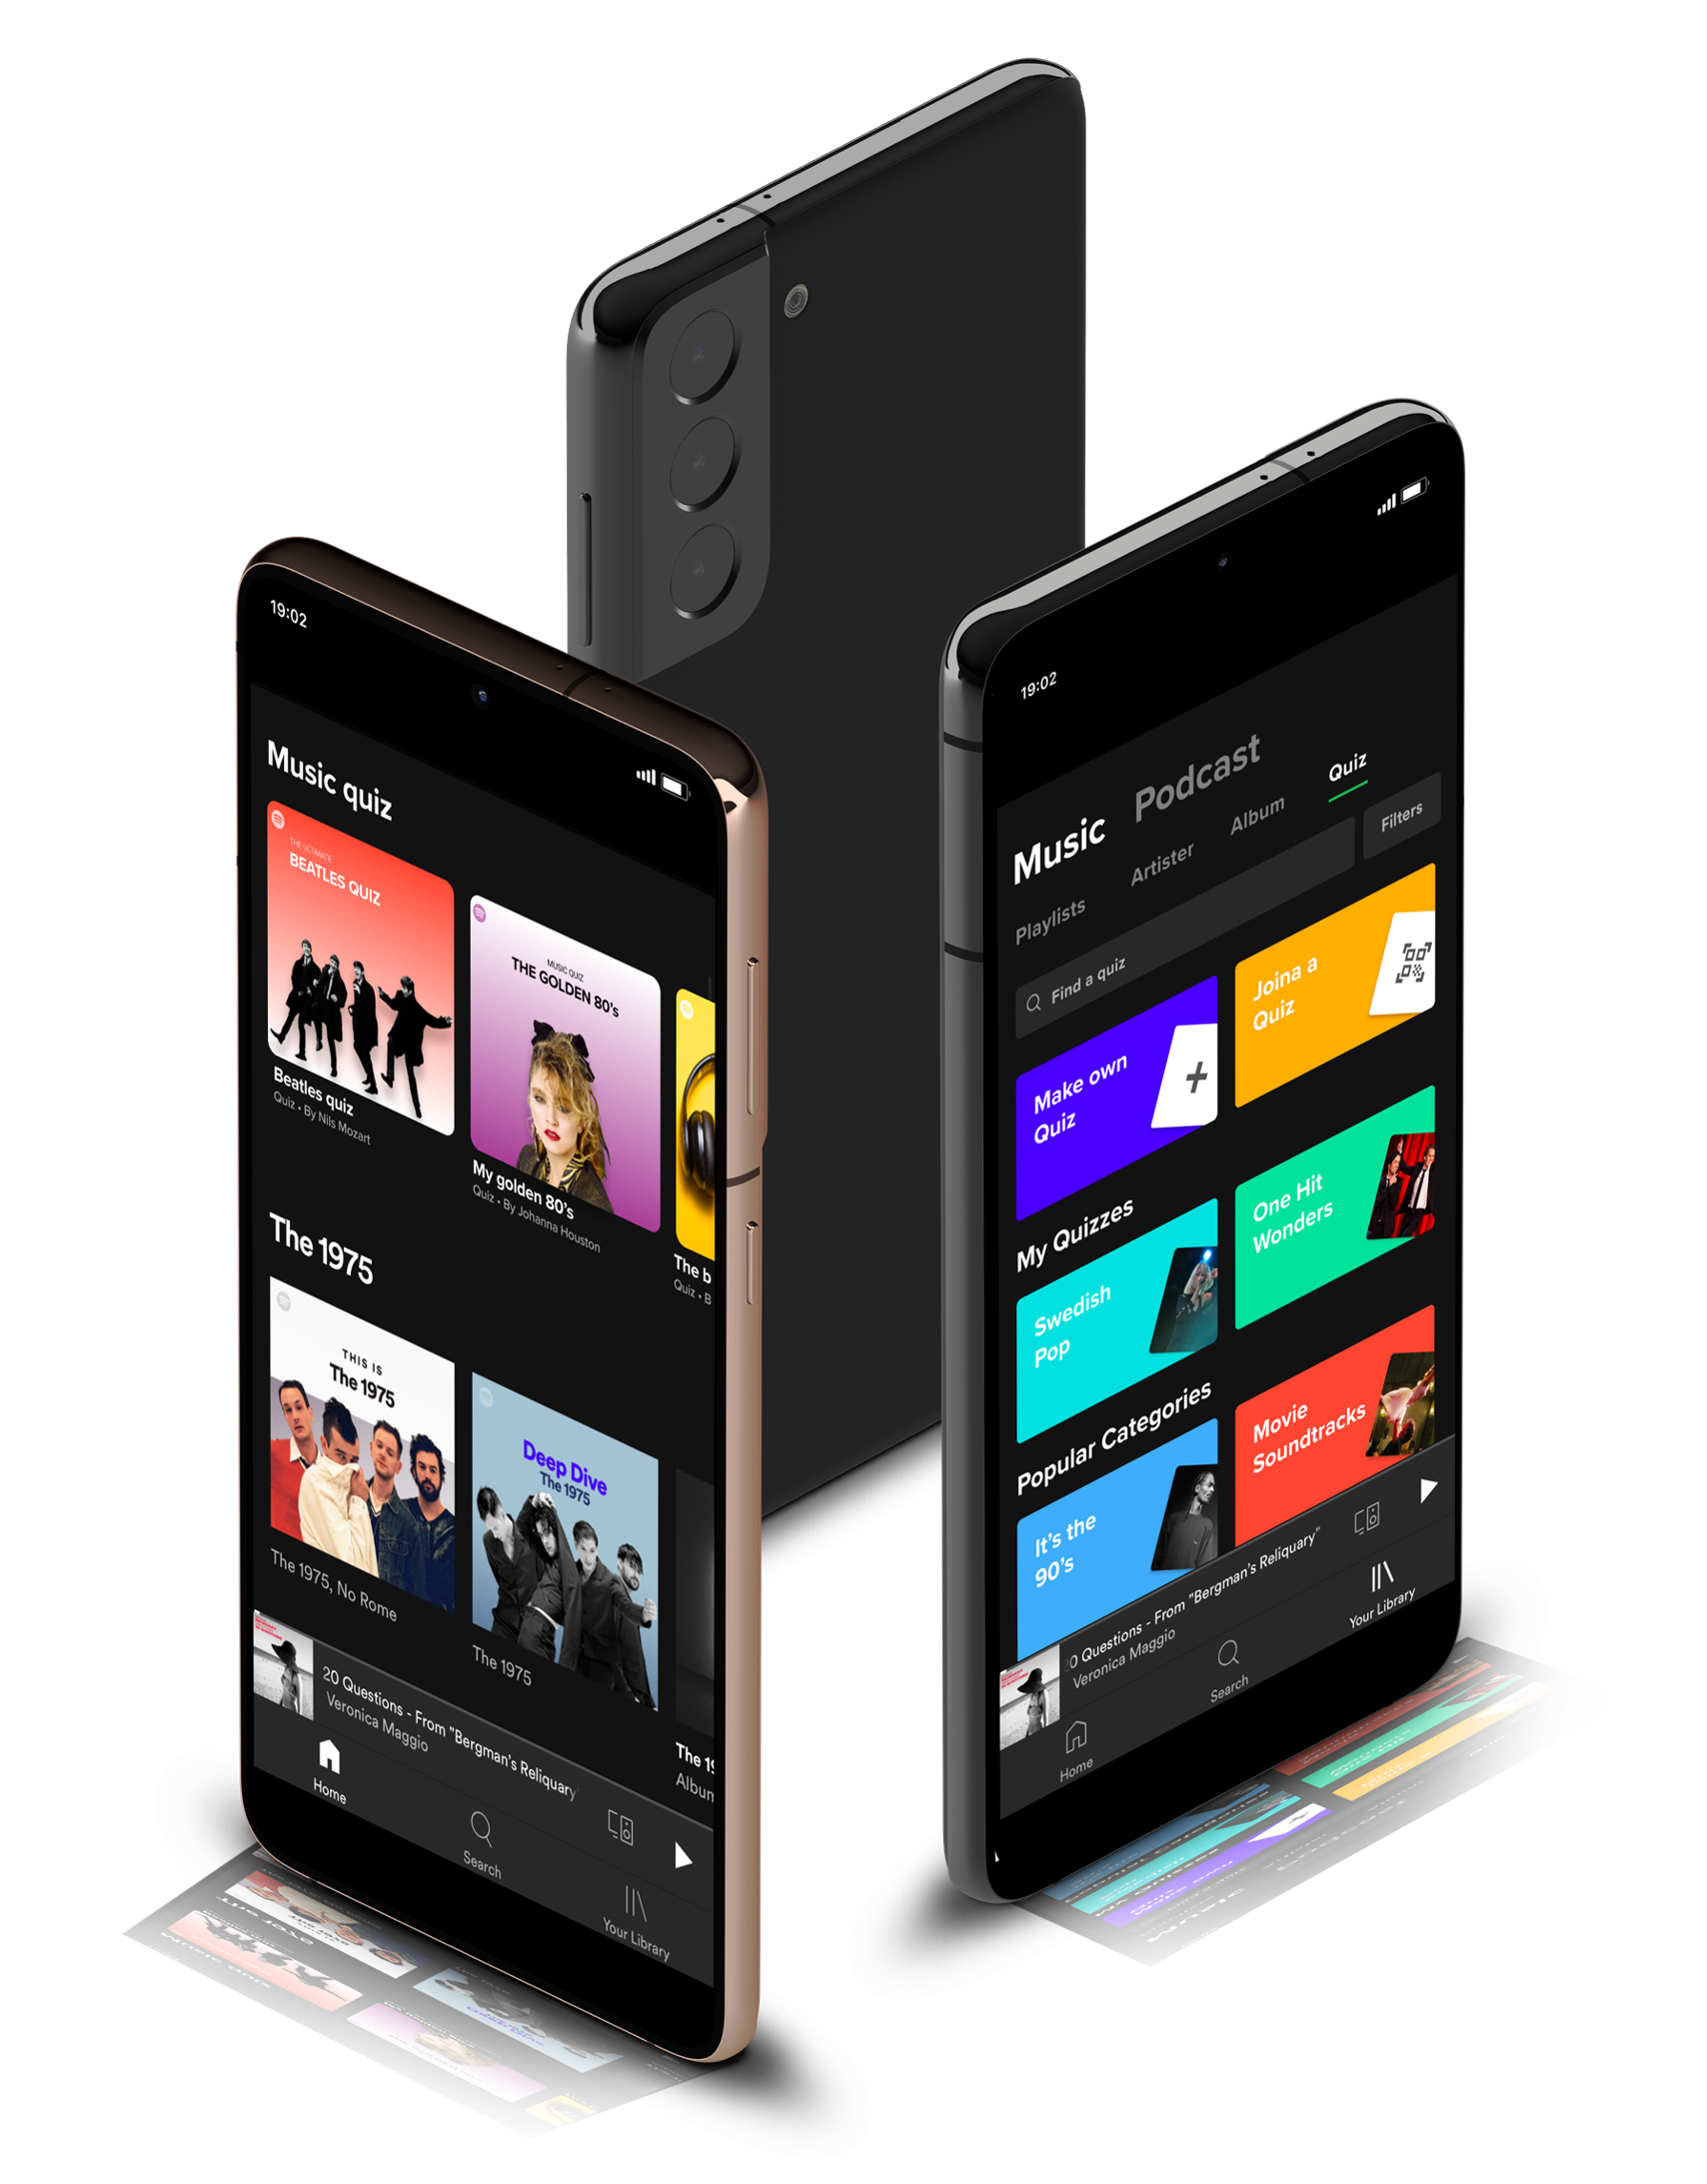 19:02
Music quiz
THE ULTIMATE
BEATLES QUIZ
Beatles quiz
Quiz • By Nils Mozart
MUSIC QUIZ
THE GOLDEN 80's
My golden 80's
Quiz • By Johanna Houston
The b
Quiz • B
The 1975
THIS IS
The 1975
The 1975, No Rome
Deep Dive
The 1975
The 1975
The 19
Album
20 Questions - From "Bergman's Reliquary
Veronica Maggio
Home
Search
Your Library
19:02
Music
Podcast
Playlists
Artister
Album
Quiz
Find a quiz
Filters
Make own
Quiz
Joina a
Quiz
My Quizzes
Swedish
Pop
One Hit
Wonders
Popular Categories
It's the
90's
Movie
Soundtracks
20 Questions - From "Bergman's Reliquary"
Veronica Maggio
Home
Search
Your Library